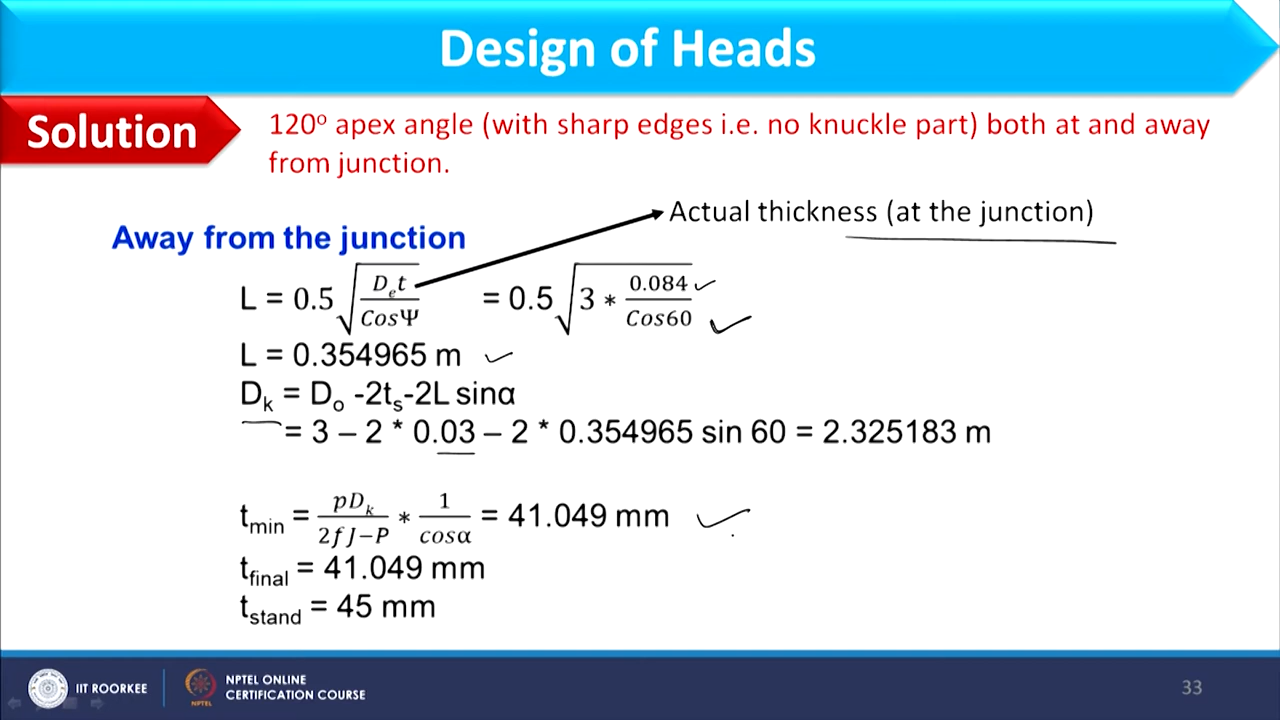 Design of Heads
Solution
120º apex angle (with sharp edges i.e. no knuckle part) both at and away
from junction.
Actual thickness (at the junction)
Away from the junction
L = 0.5 √(Dₑt / CosΨ) = 0.5 √(3 * 0.084 / Cos60)
L = 0.354965 m
Dₖ = Dₒ -2tₛ-2L sinα
= 3 – 2 * 0.03 – 2 * 0.354965 sin 60 = 2.325183 m
t_min = pDₖ / 2fJ−P * 1 / cosα = 41.049 mm
t_final = 41.049 mm
t_stand = 45 mm
IIT ROORKEE
NPTEL
NPTEL ONLINE
CERTIFICATION COURSE
33